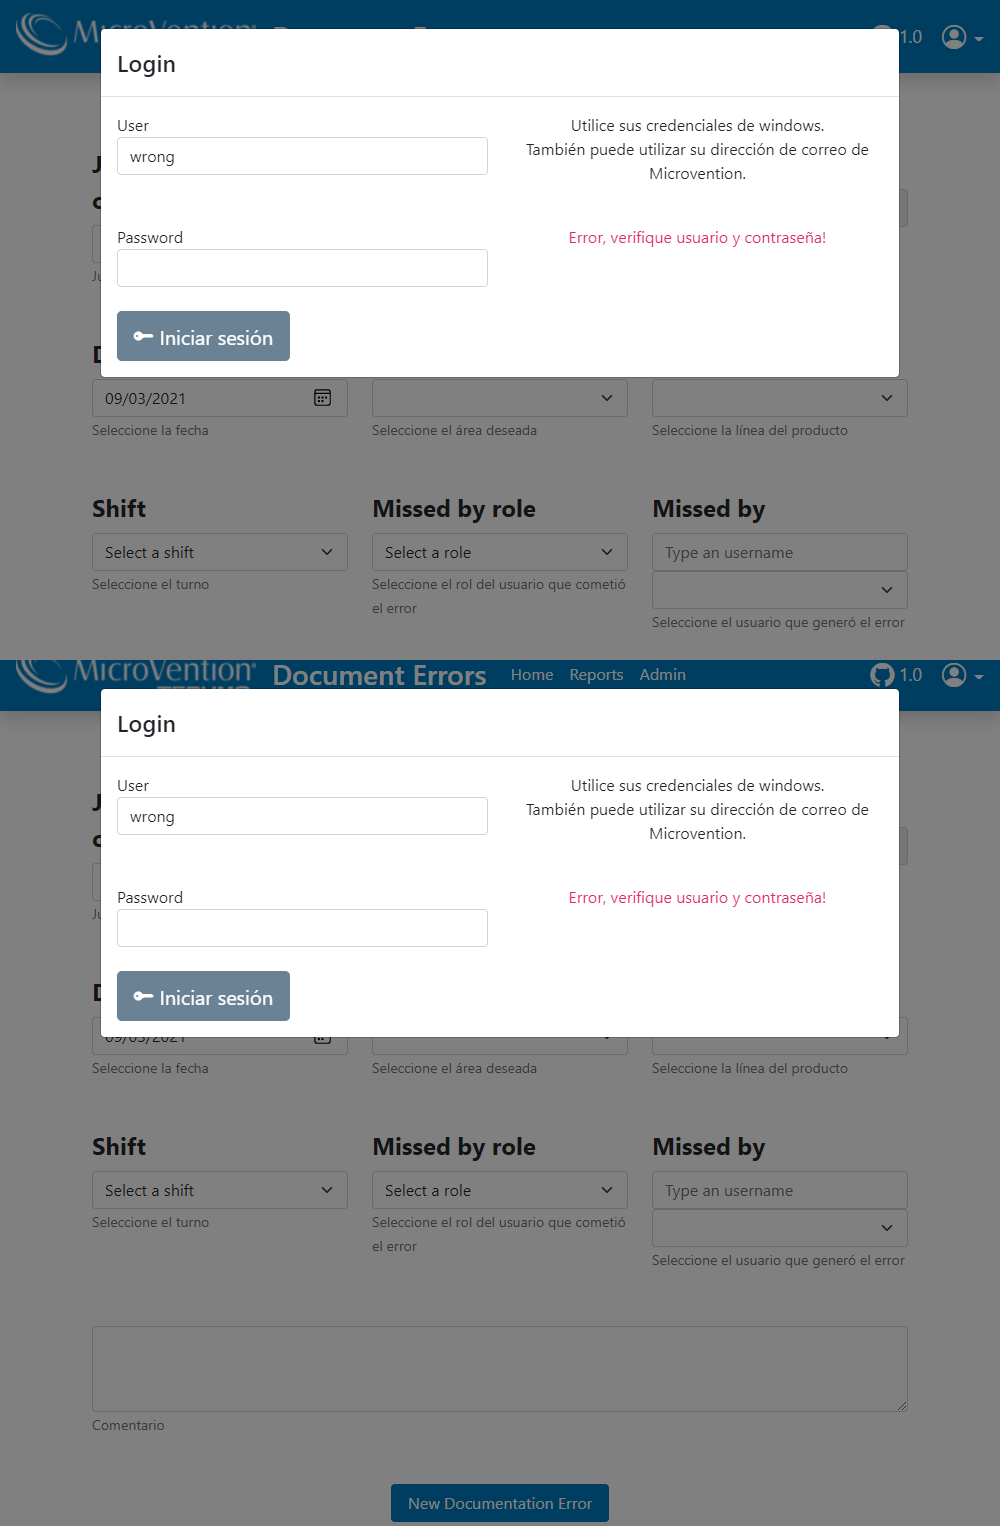 MicroVention
1.0
Login
User
Utilice sus credenciales de windows.
wrong
También puede utilizar su dirección de correo de
Microvention.
Password
Error, verifique usuario y contraseña!
Iniciar sesión
09/03/2021
Seleccione la fecha
Seleccione el área deseada
Seleccione la línea del producto
Shift
Missed by role
Missed by
Select a shift
Select a role
Type an username
Seleccione el turno
Seleccione el rol del usuario que cometió
el error
Seleccione el usuario que generó el error
MicroVention
Document Errors
Home
Reports
Admin
1.0
Login
User
Utilice sus credenciales de windows.
wrong
También puede utilizar su dirección de correo de
Microvention.
Password
Error, verifique usuario y contraseña!
Iniciar sesión
09/03/2021
Seleccione la fecha
Seleccione el área deseada
Seleccione la línea del producto
Shift
Missed by role
Missed by
Select a shift
Select a role
Type an username
Seleccione el turno
Seleccione el rol del usuario que cometió
el error
Seleccione el usuario que generó el error
Comentario
New Documentation Error